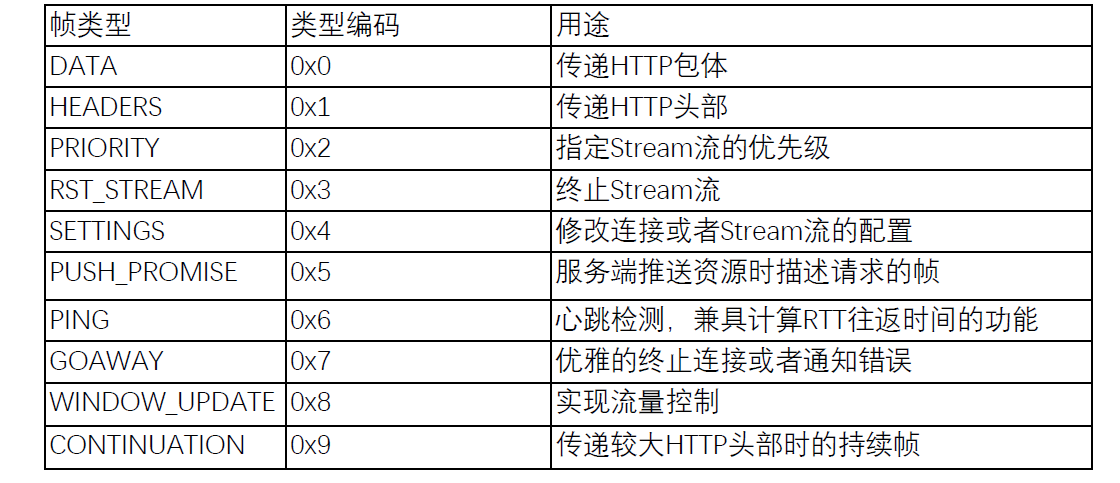 帧类型 类型编码 用途
DATA 0x0 传递HTTP包体
HEADERS 0x1 传递HTTP头部
PRIORITY 0x2 指定Stream流的优先级
RST_STREAM 0x3 终止Stream流
SETTINGS 0x4 修改连接或者Stream流的配置
PUSH_PROMISE 0x5 服务端推送资源时描述请求的帧
PING 0x6 心跳检测，兼具计算RTT往返时间的功能
GOAWAY 0x7 优雅的终止连接或者通知错误
WINDOW_UPDATE 0x8 实现流量控制
CONTINUATION 0x9 传递较大HTTP头部时的持续帧